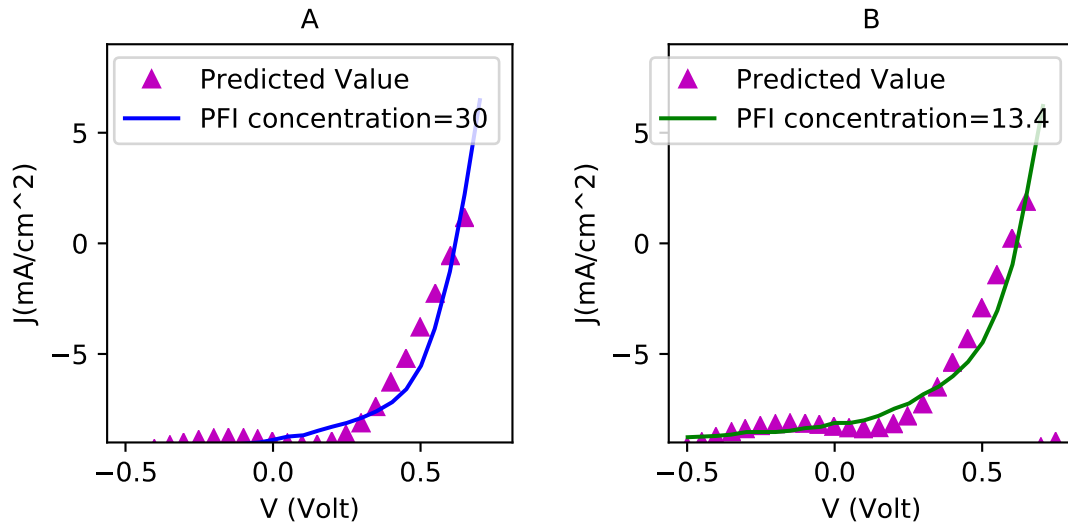 A
Predicted Value
PFI concentration=30
5
0
−5
J(mA/cm^2)
−0.5
0.0
0.5
V (Volt)
B
Predicted Value
PFI concentration=13.4
5
0
−5
J(mA/cm^2)
−0.5
0.0
0.5
V (Volt)